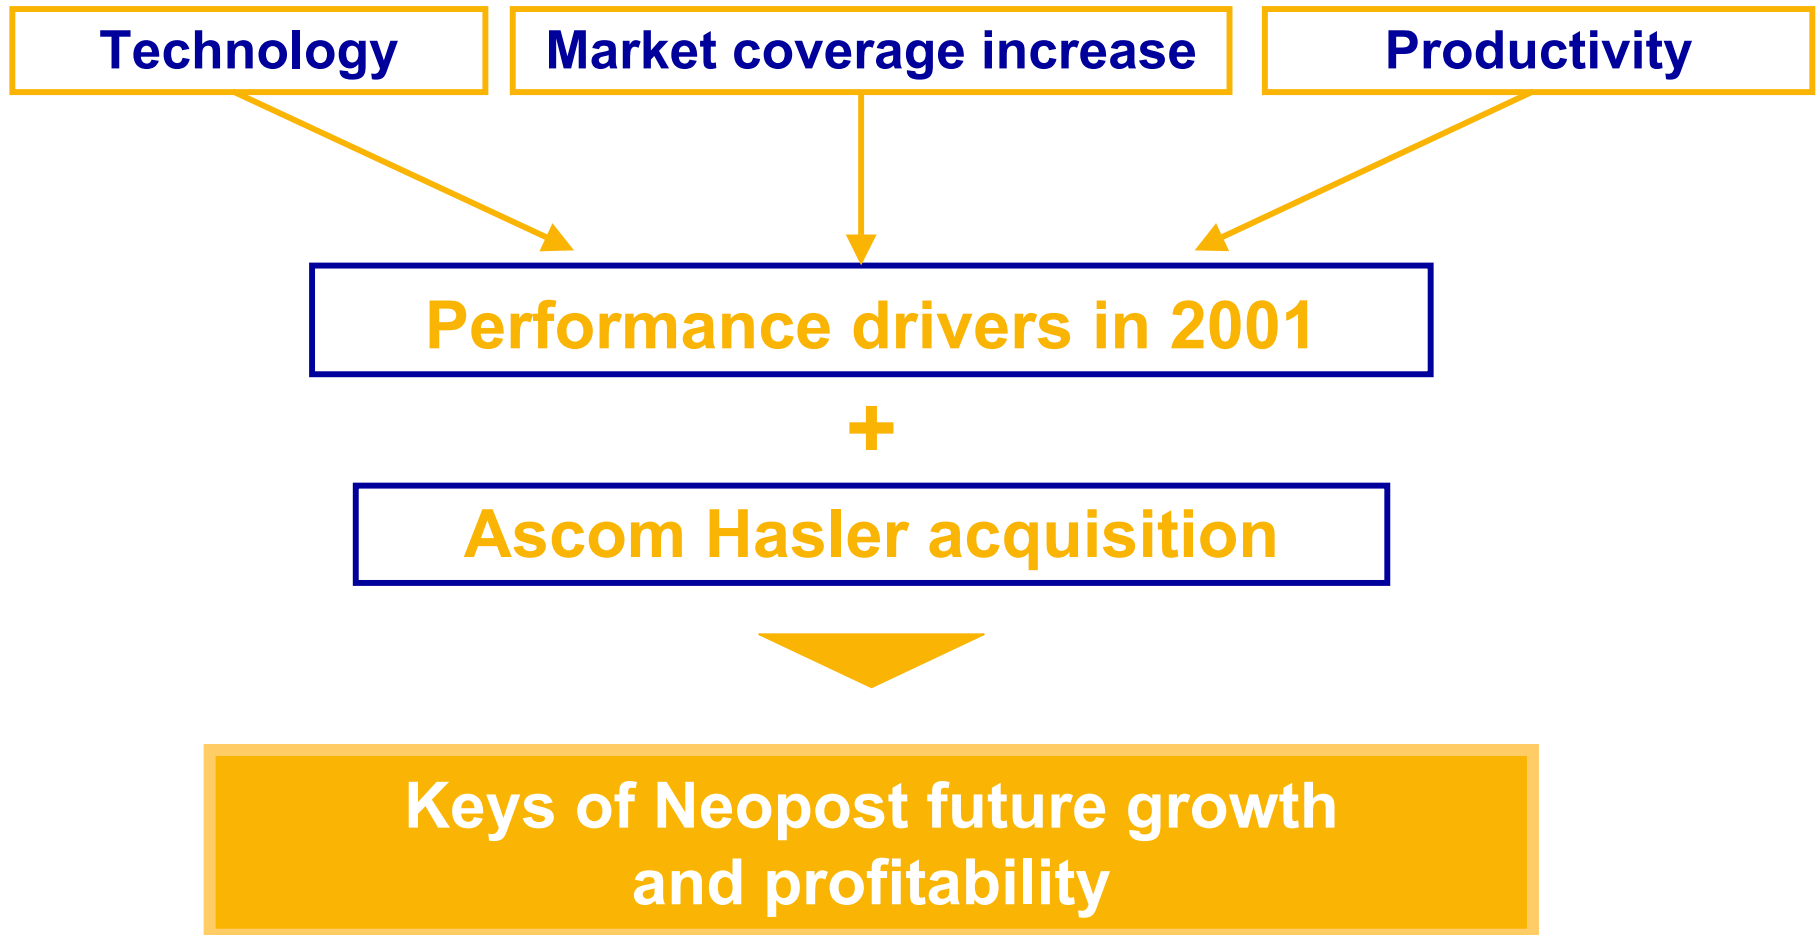 Technology
Market coverage increase
Productivity
Performance drivers in 2001
+
Ascom Hasler acquisition
Keys of Neopost future growth
and profitability